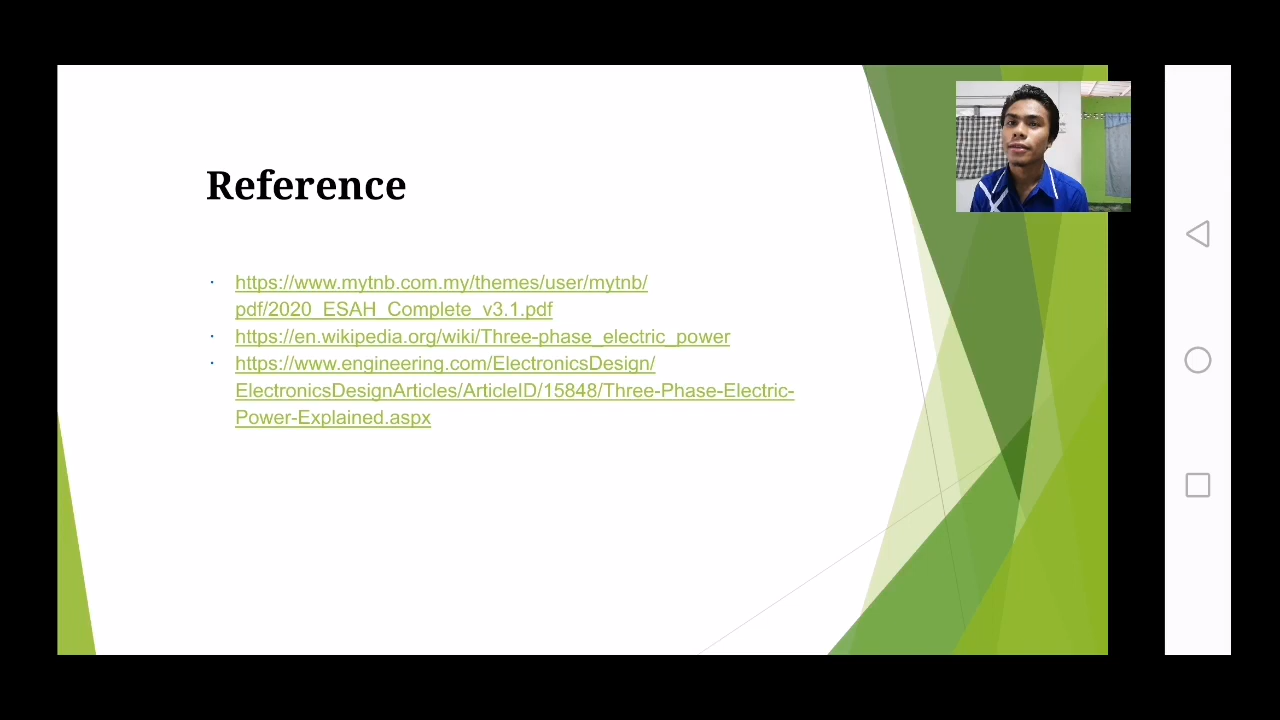 Reference
https://www.mytnb.com.my/themes/user/mytnb/
pdf/2020_ESAH_Complete_v3.1.pdf
https://en.wikipedia.org/wiki/Three-phase_electric_power
https://www.engineering.com/ElectronicsDesign/
ElectronicsDesignArticles/ArticleID/15848/Three-Phase-Electric-
Power-Explained.aspx